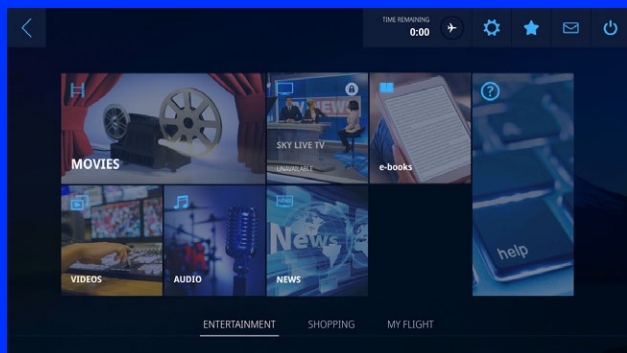 TIME REMAINING
0:00
MOVIES
SKY LIVE TV
UNAVAILABLE
e-books
help
VIDEOS
AUDIO
NEWS
News
ENTERTAINMENT
SHOPPING
MY FLIGHT